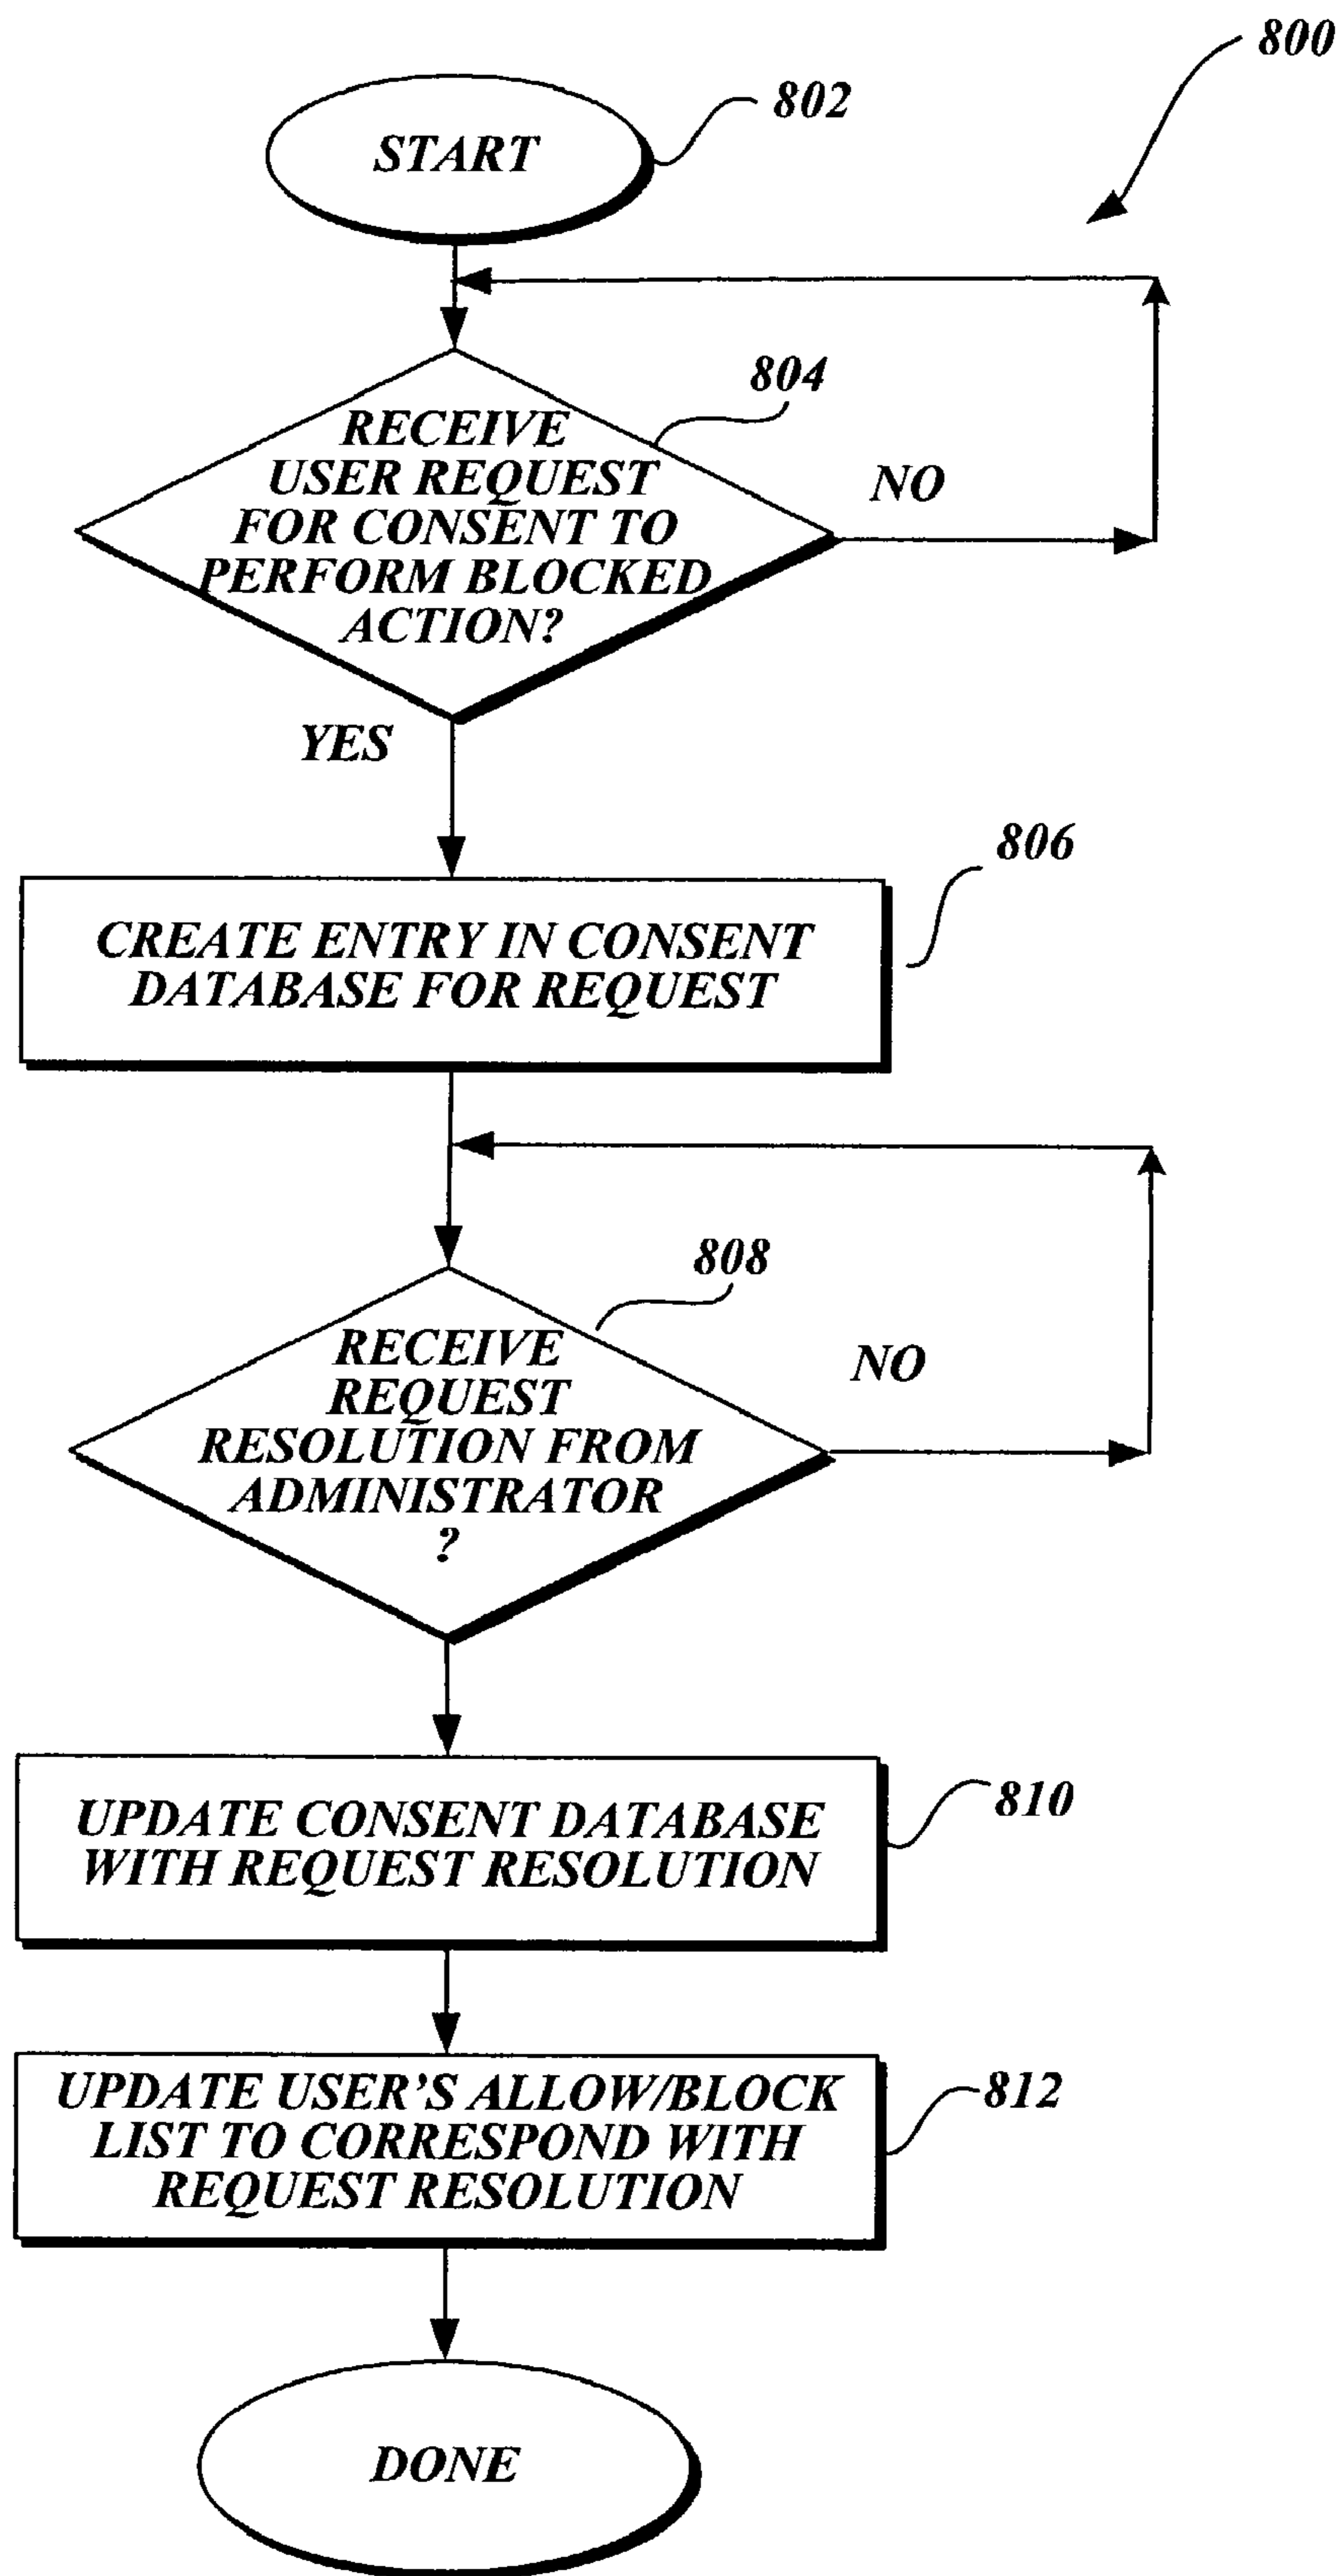 800
802
START
804
RECEIVE
USER REQUEST
FOR CONSENT TO
PERFORM BLOCKED
ACTION?
NO
YES
806
CREATE ENTRY IN CONSENT
DATABASE FOR REQUEST
808
RECEIVE
REQUEST
RESOLUTION FROM
ADMINISTRATOR
?
NO
810
UPDATE CONSENT DATABASE
WITH REQUEST RESOLUTION
812
UPDATE USER'S ALLOW/BLOCK
LIST TO CORRESPOND WITH
REQUEST RESOLUTION
DONE